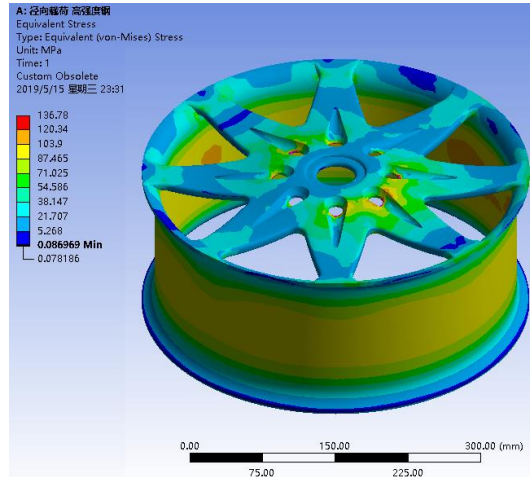 A: 径向载荷 高强度钢
Equivalent Stress
Type: Equivalent (von-Mises) Stress
Unit: MPa
Time: 1
Custom Obsolete
2019/5/15 星期三 23:31
136.78
120.34
103.9
87.465
71.025
54.586
38.147
21.707
5.268
0.086969 Min
0.078186
0.00 150.00 300.00 (mm)
75.00 225.00